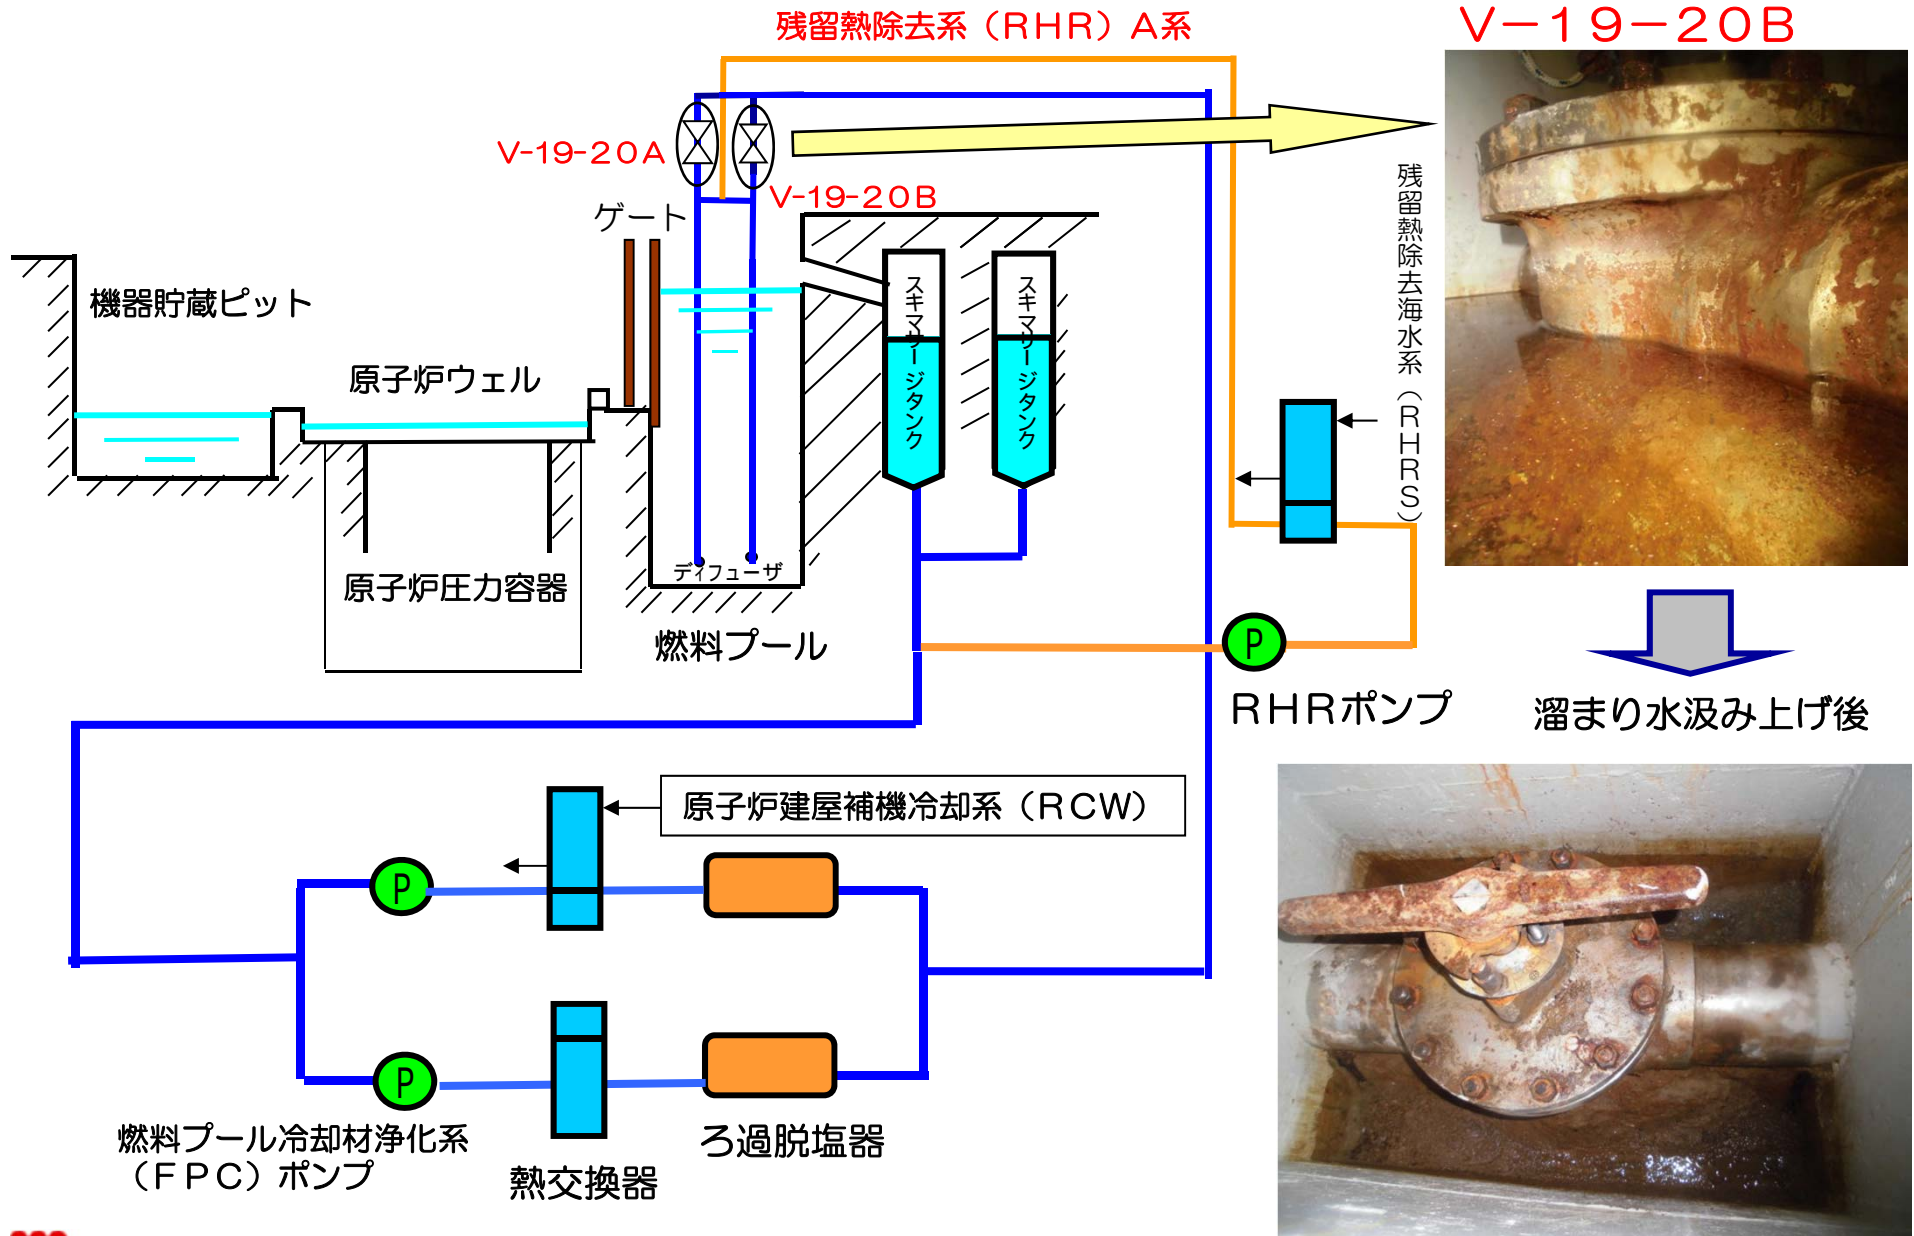 残留熱除去系（RHR）A系
V－19－20B
V-19-20A
V-19-20B
ゲート
機器貯蔵ピット
原子炉ウェル
原子炉圧力容器
ディフューザ
燃料プール
スキマサージタンク
スキマサージタンク
残留熱除去海水系（RHRS）
P
RHRポンプ
溜まり水汲み上げ後
原子炉建屋補機冷却系（RCW）
P
P
燃料プール冷却材浄化系
（FPC）ポンプ
熱交換器
ろ過脱塩器